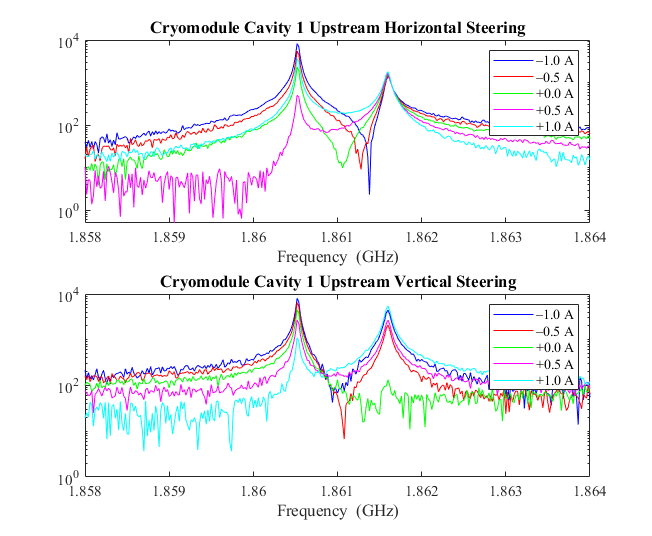 Cryomodule Cavity 1 Upstream Horizontal Steering
10^4
10^2
10^0
–1.0 A
–0.5 A
+0.0 A
+0.5 A
+1.0 A
1.858 1.859 1.86 1.861 1.862 1.863 1.864
Frequency (GHz)
Cryomodule Cavity 1 Upstream Vertical Steering
10^4
10^2
10^0
–1.0 A
–0.5 A
+0.0 A
+0.5 A
+1.0 A
1.858 1.859 1.86 1.861 1.862 1.863 1.864
Frequency (GHz)